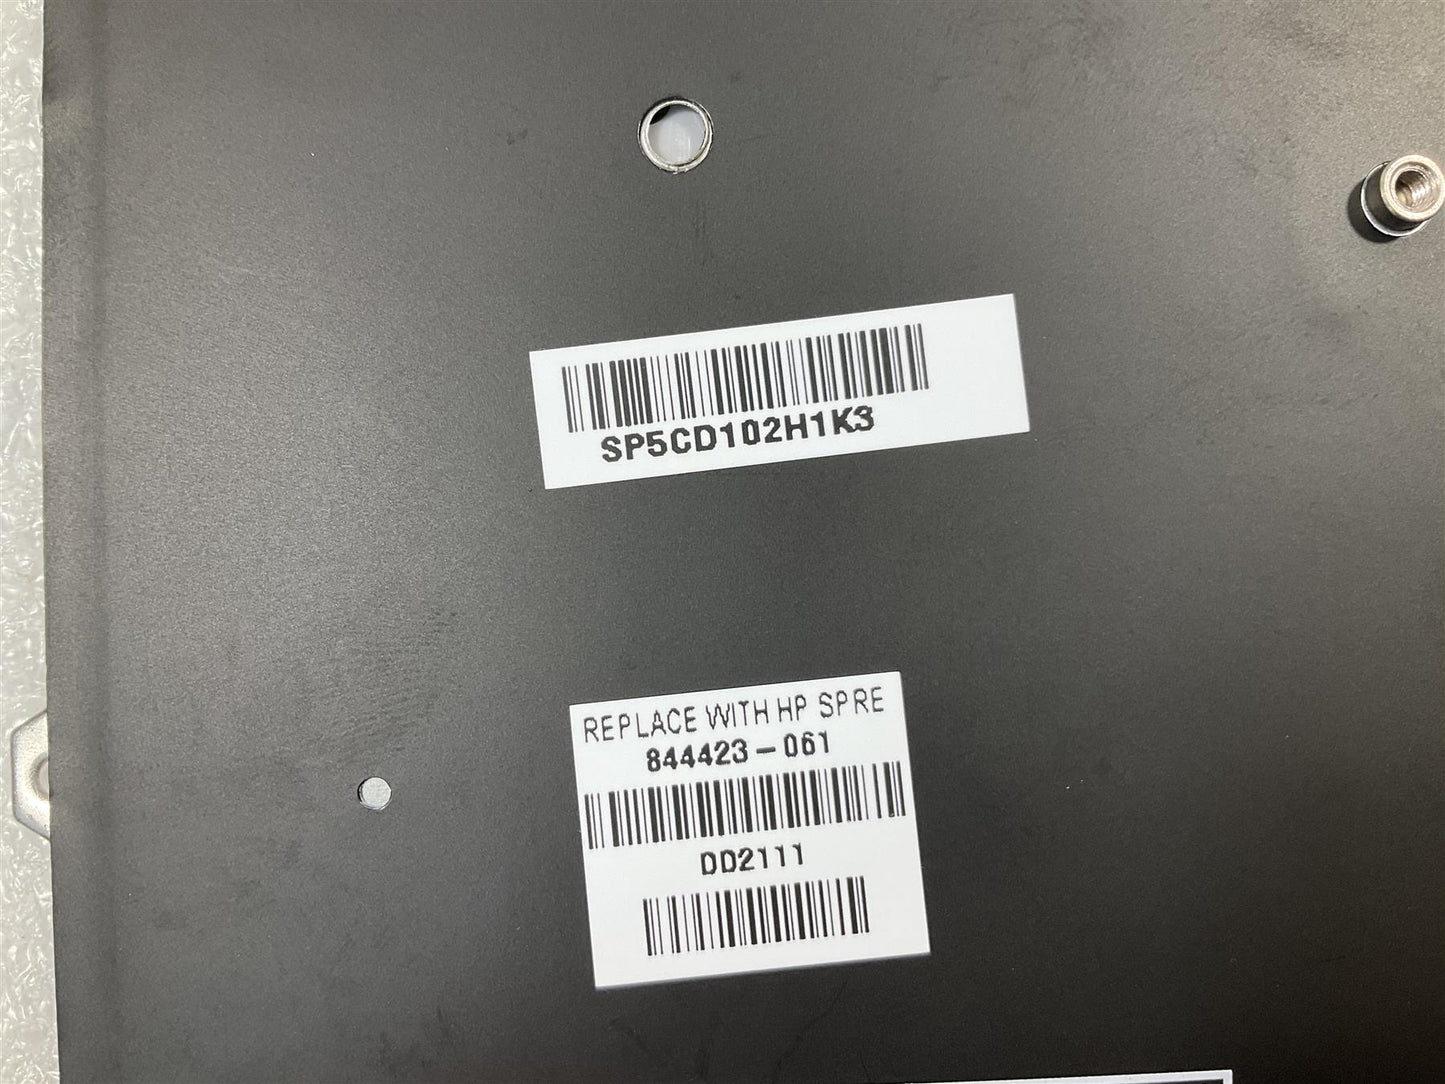 SP5CD102H1K3
REPLACE WITH HP SPRE
844423-061
DD2111